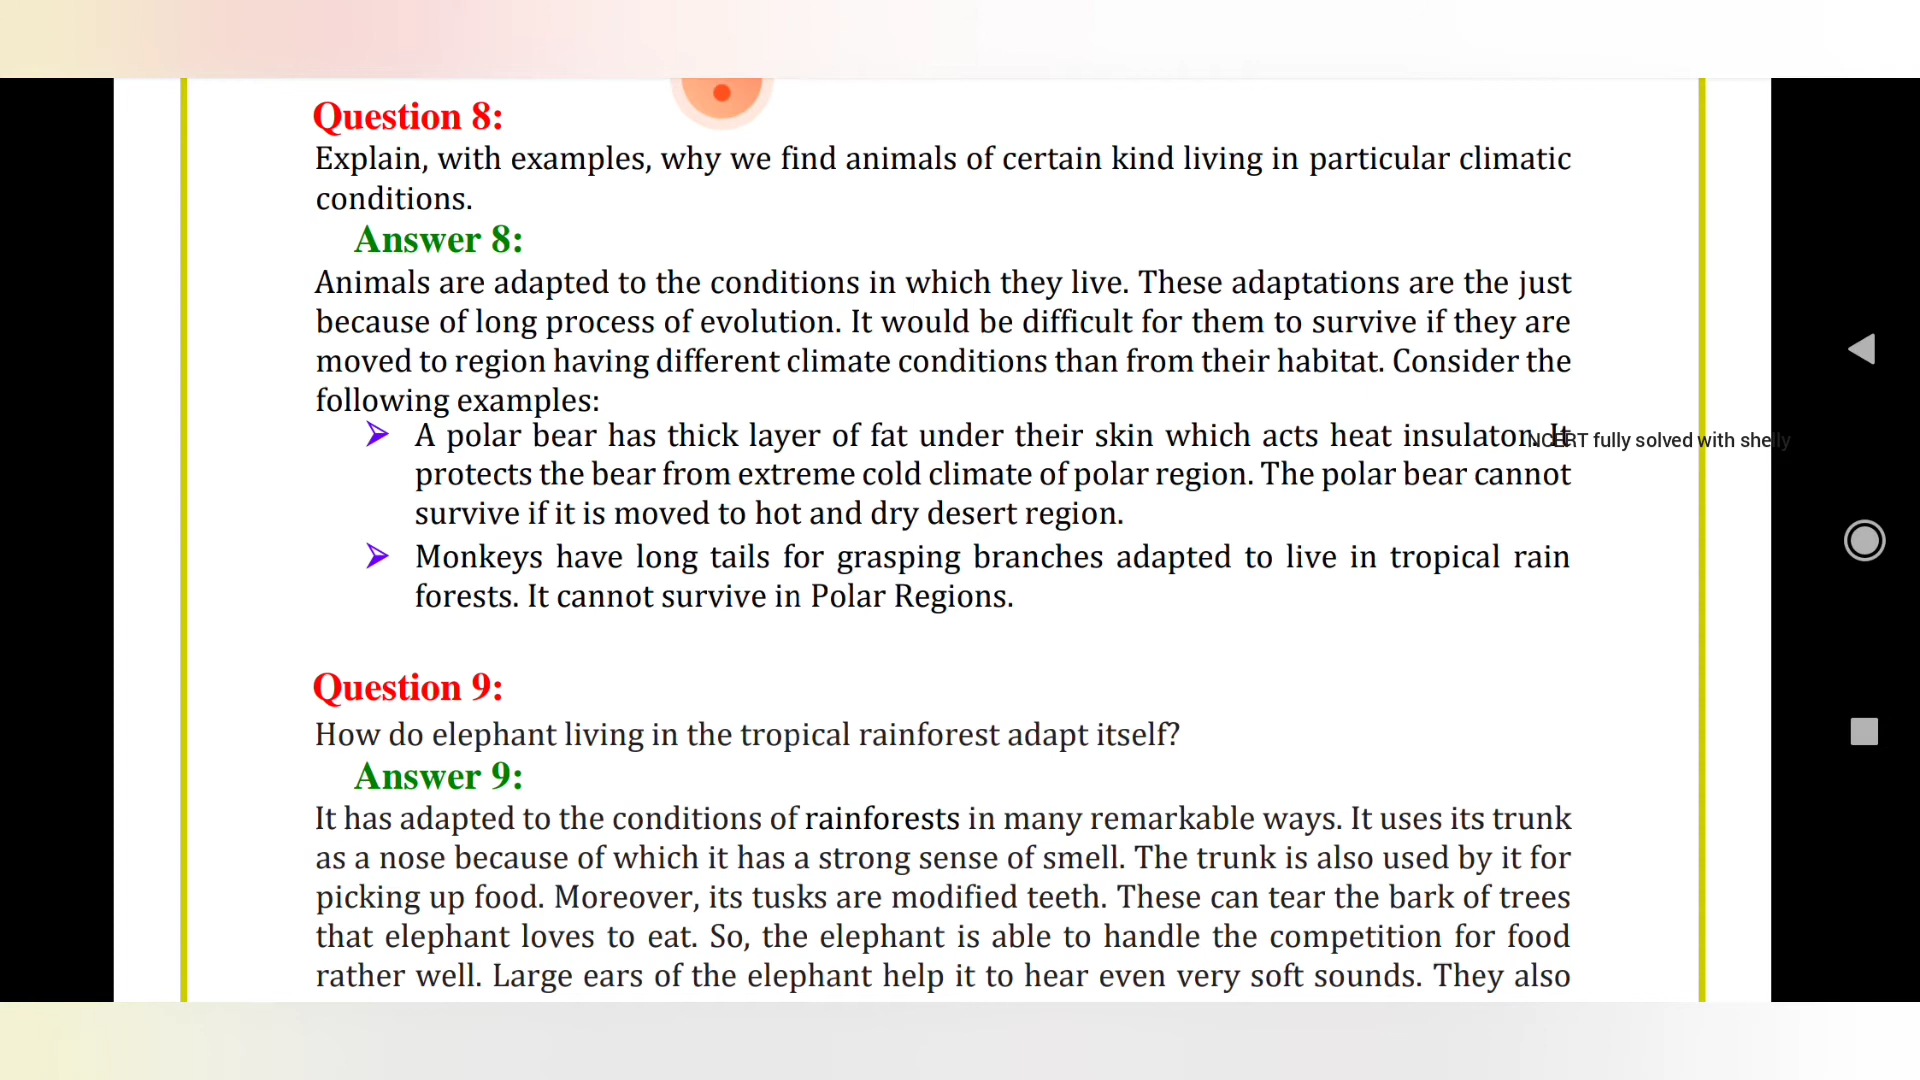 Question 8:
Explain, with examples, why we find animals of certain kind living in particular climatic
conditions.
Answer 8:
Animals are adapted to the conditions in which they live. These adaptations are the just
because of long process of evolution. It would be difficult for them to survive if they are
moved to region having different climate conditions than from their habitat. Consider the
following examples:
➢ A polar bear has thick layer of fat under their skin which acts heat insulator. It
NCERT fully solved with shelly
protects the bear from extreme cold climate of polar region. The polar bear cannot
survive if it is moved to hot and dry desert region.
➢ Monkeys have long tails for grasping branches adapted to live in tropical rain
forests. It cannot survive in Polar Regions.
Question 9:
How do elephant living in the tropical rainforest adapt itself?
Answer 9:
It has adapted to the conditions of rainforests in many remarkable ways. It uses its trunk
as a nose because of which it has a strong sense of smell. The trunk is also used by it for
picking up food. Moreover, its tusks are modified teeth. These can tear the bark of trees
that elephant loves to eat. So, the elephant is able to handle the competition for food
rather well. Large ears of the elephant help it to hear even very soft sounds. They also